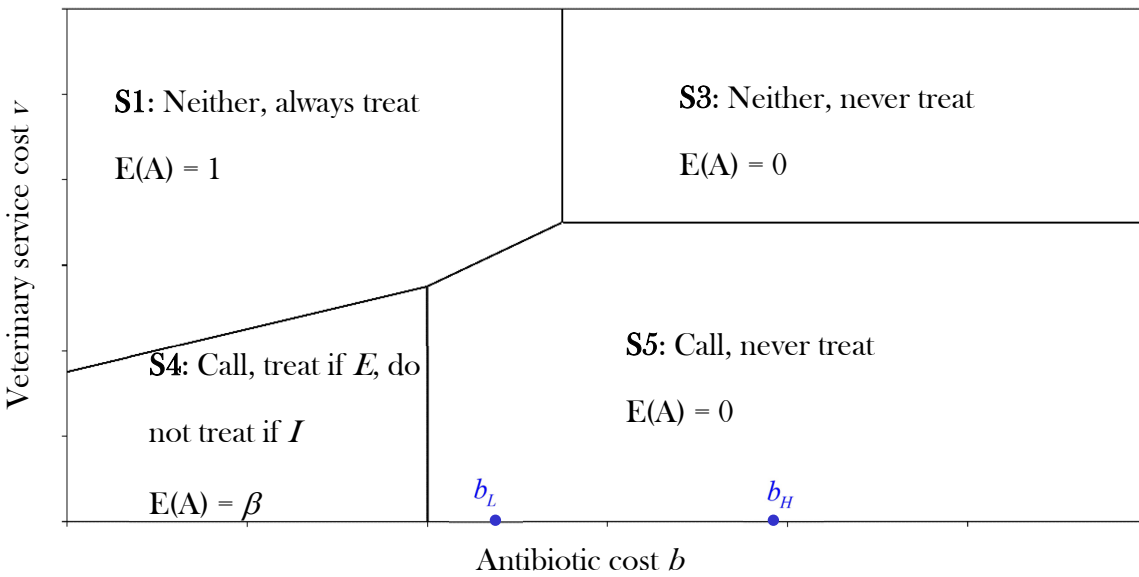 Veterinary service cost v
S1: Neither, always treat
E(A) = 1
S3: Neither, never treat
E(A) = 0
S4: Call, treat if E, do
not treat if I
E(A) = β
S5: Call, never treat
E(A) = 0
b_L
b_H
Antibiotic cost b